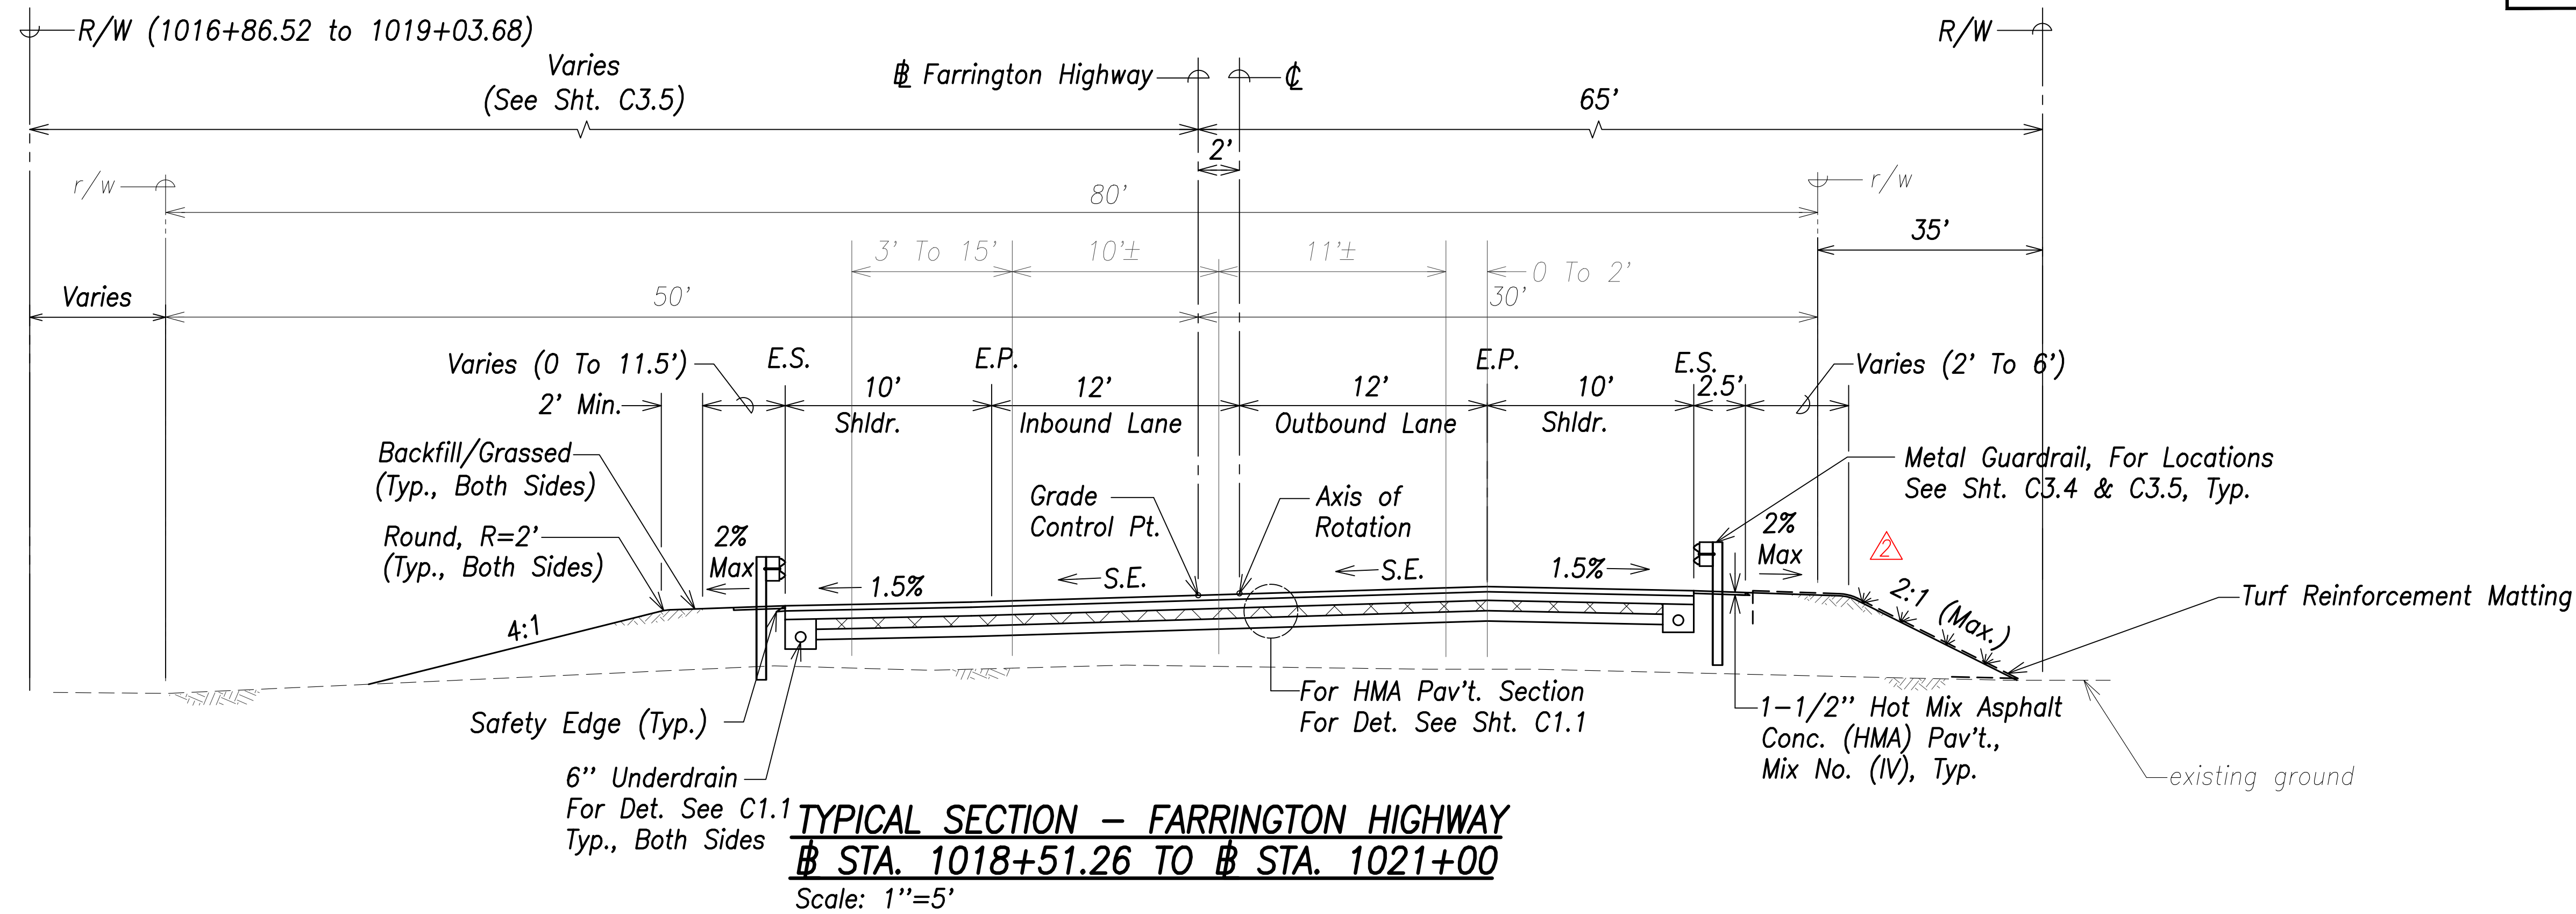 R/W (1016+86.52 to 1019+03.68)
R/W
Varies
(See Sht. C3.5)
BL Farrington Highway
CL
65'
2'
r/w
r/w
80'
35'
3' To 15'
10'±
11'±
0 To 2'
Varies
50'
30'
Varies (0 To 11.5')
E.S.
E.P.
E.P.
E.S.
Varies (2' To 6')
2' Min.
10'
12'
12'
10'
2.5'
Shldr.
Inbound Lane
Outbound Lane
Shldr.
Backfill/Grassed
(Typ., Both Sides)
Metal Guardrail, For Locations
See Sht. C3.4 & C3.5, Typ.
Grade
Control Pt.
Axis of
Rotation
Round, R=2'
(Typ., Both Sides)
2%
Max
2%
Max
2
1.5%
S.E.
S.E.
1.5%
4:1
2:1 (Max.)
Turf Reinforcement Matting
Safety Edge (Typ.)
For HMA Pav't. Section
For Det. See Sht. C1.1
1-1/2" Hot Mix Asphalt
Conc. (HMA) Pav't.,
Mix No. (IV), Typ.
existing ground
6" Underdrain
For Det. See C1.1
Typ., Both Sides
TYPICAL SECTION - FARRINGTON HIGHWAY
BL STA. 1018+51.26 TO BL STA. 1021+00
Scale: 1"=5'